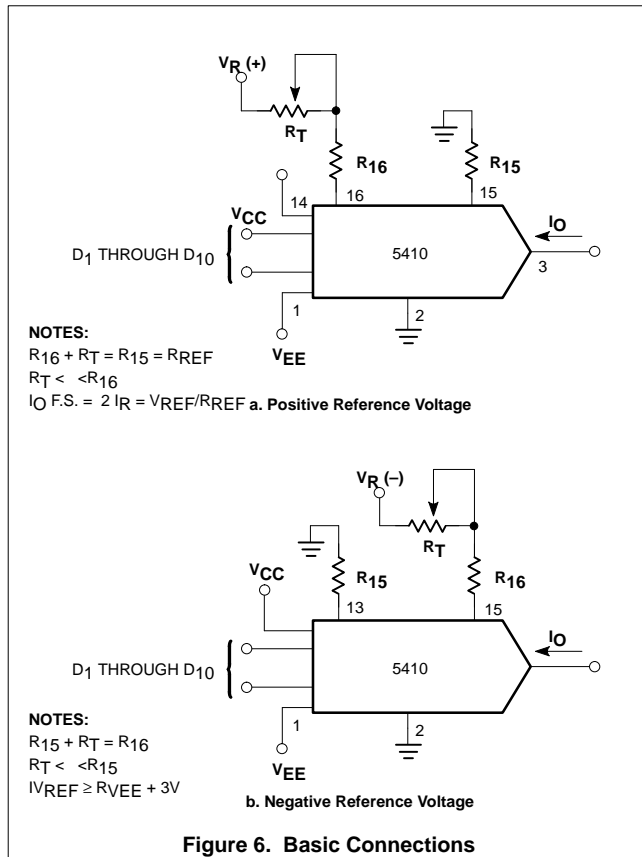 VR (+)
RT
R16
R15
16
15
14
VCC
IO
D1 THROUGH D10
5410
3
1
2
VEE
NOTES:
R16 + RT = R15 = RREF
RT < <R16
IO F.S. = 2 IR = VREF/RREF a. Positive Reference Voltage
VR (–)
RT
R15
R16
VCC
13
15
IO
D1 THROUGH D10
5410
1
2
VEE
NOTES:
R15 + RT = R16
RT < <R15
IVREF ≥ RVEE + 3V
b. Negative Reference Voltage
Figure 6. Basic Connections